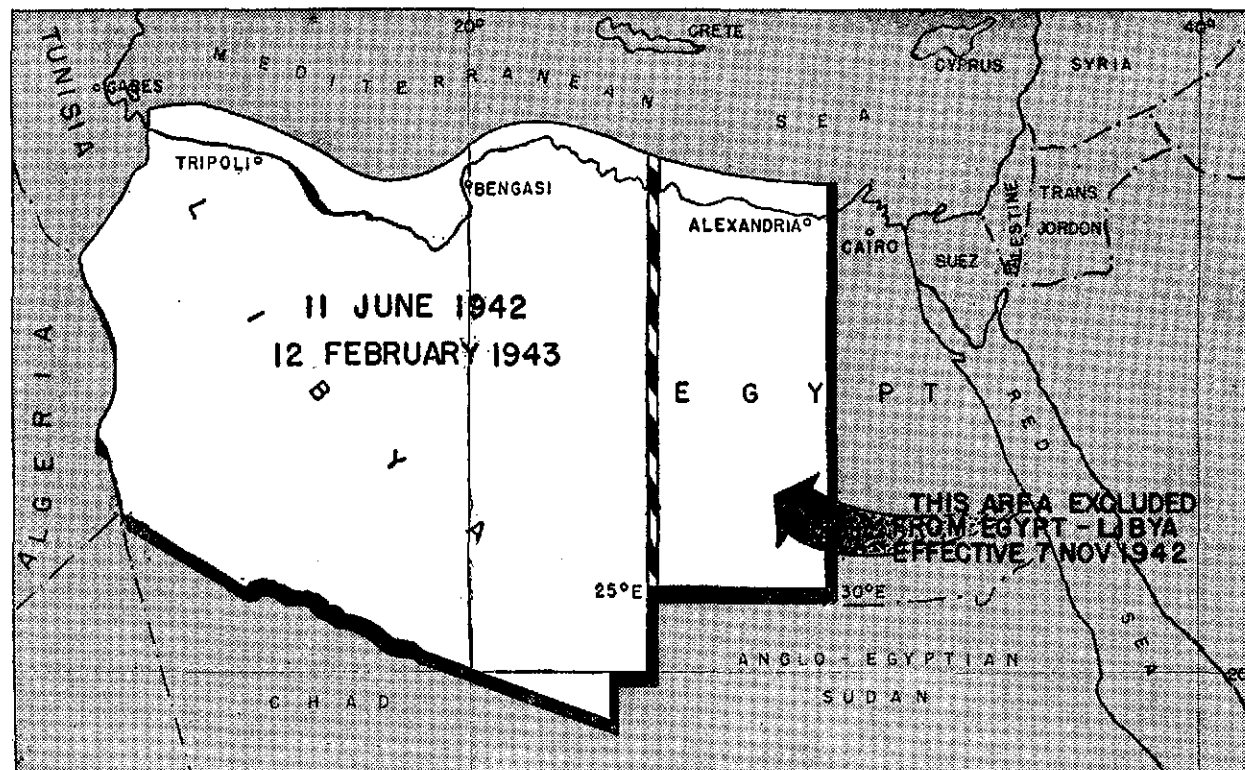 20°
40°
CRETE
CYPRUS
SYRIA
TUNISIA
GABES
MEDITERRANEAN
SEA
TRIPOLI
BENGASI
ALEXANDRIA
CAIRO
SUEZ
PALESTINE
TRANS
JORDON
11 JUNE 1942
12 FEBRUARY 1943
LIBYA
EGYPT
ALGERIA
RED
SEA
THIS AREA EXCLUDED
FROM EGYPT-LIBYA
EFFECTIVE 7 NOV 1942
25°E
30°E
ANGLO-EGYPTIAN
SUDAN
CHAD